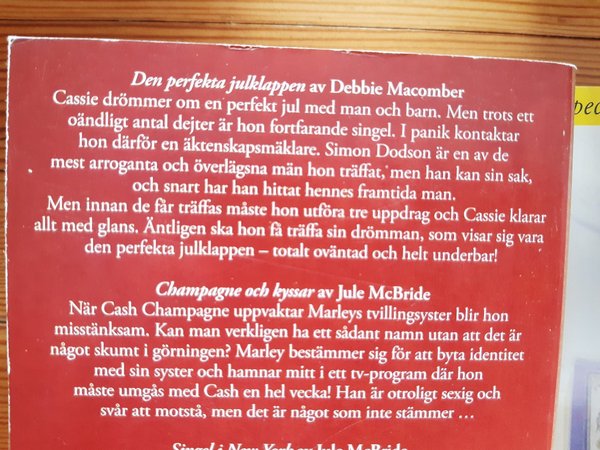 Den perfekta julklappen av Debbie Macomber
Cassie drömmer om en perfekt jul med man och barn. Men trots ett
oändligt antal dejter är hon fortfarande singel. I panik kontaktar
hon därför en äktenskapsmäklare. Simon Dodson är en av de
mest arroganta och överlägsna män hon träffat, men han kan sin sak,
och snart har han hittat hennes framtida man.
Men innan de får träffas måste hon utföra tre uppdrag och Cassie klarar
allt med glans. Äntligen ska hon få träffa sin drömman, som visar sig vara
den perfekta julklappen – totalt oväntad och helt underbar!
Champagne och kyssar av Jule McBride
När Cash Champagne uppvaktar Marleys tvillingsyster blir hon
misstänksam. Kan man verkligen ha ett sådant namn utan att det är
något skumt i görningen? Marley bestämmer sig för att byta identitet
med sin syster och hamnar mitt i ett tv-program där hon
måste umgås med Cash en hel vecka! Han är otroligt sexig och
svår att motstå, men det är något som inte stämmer ...
Singel i New York av Jule McBride